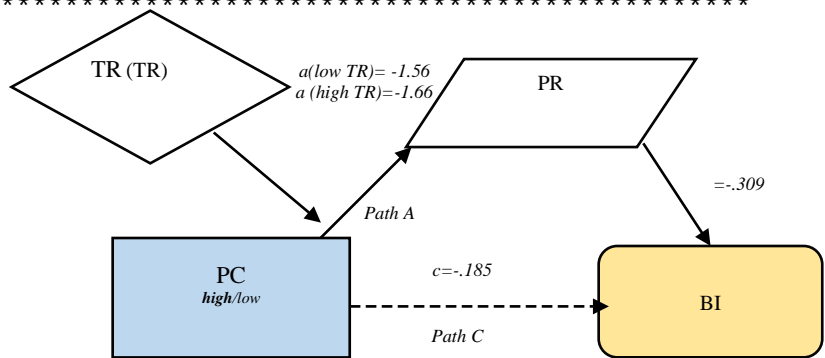 * * * * * * * * * * * * * * * * * * * * * * * * * * * * * * * * * * * * * * * * * * * * * * *
TR (TR)
a(low TR)= -1.56
a (high TR)=-1.66
PR
=-.309
Path A
PC
high/low
c=-.185
BI
Path C